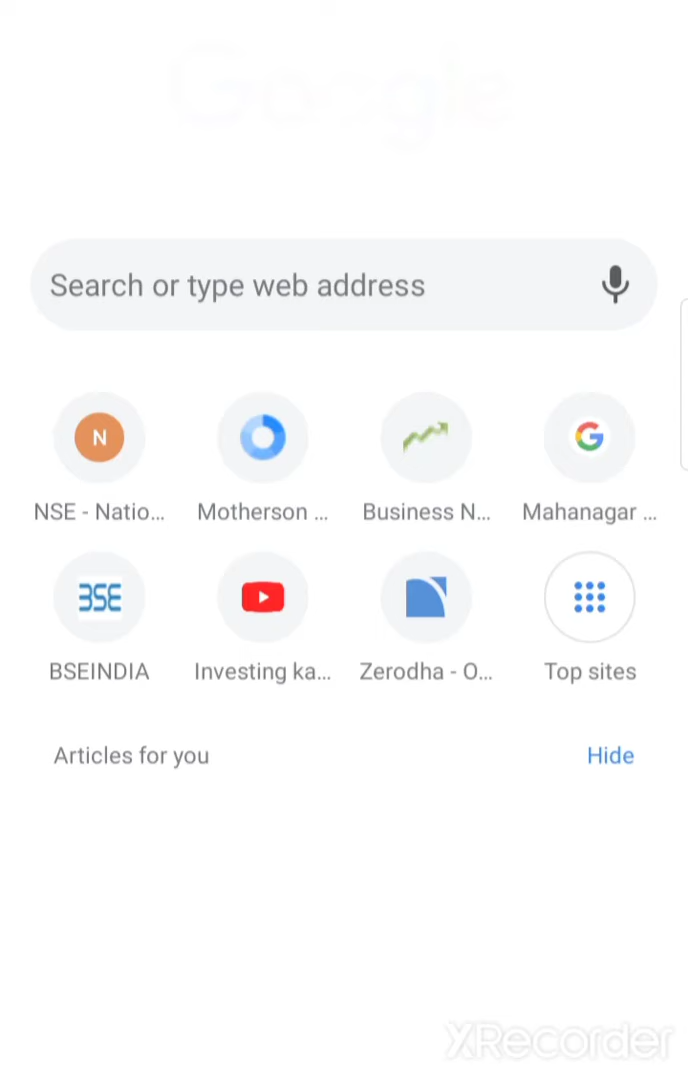 Google
Search or type web address
N
NSE - Natio...
Motherson ...
Business N...
G
Mahanagar ...
BSE
BSEINDIA
Investing ka...
Zerodha - O...
Top sites
Articles for you
Hide
XRecorder